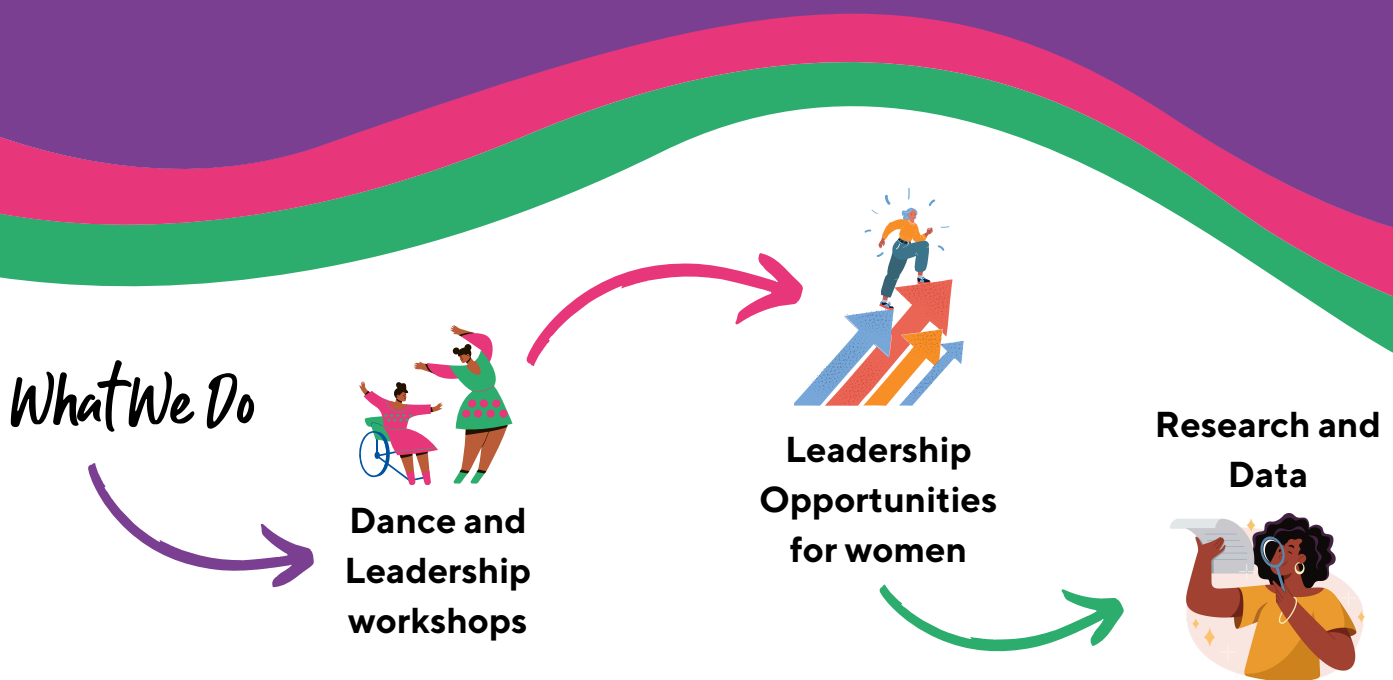 What We Do
Dance and
Leadership
workshops
Leadership
Opportunities
for women
Research and
Data